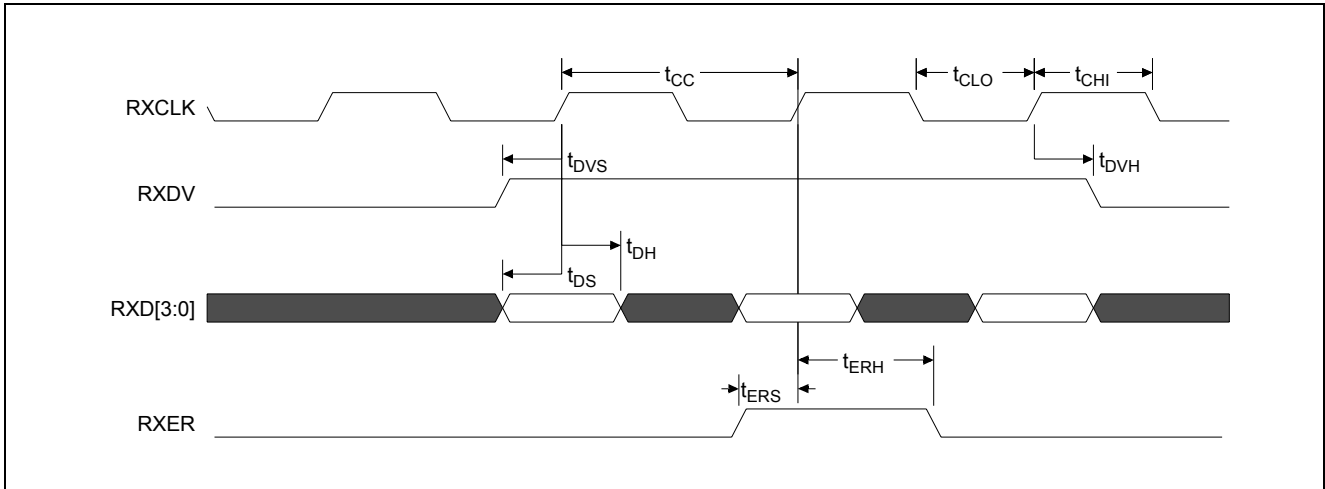 tCC
tCLO
tCHI
RXCLK
tDVS
tDVH
RXDV
tDH
tDS
RXD[3:0]
tERH
tERS
RXER